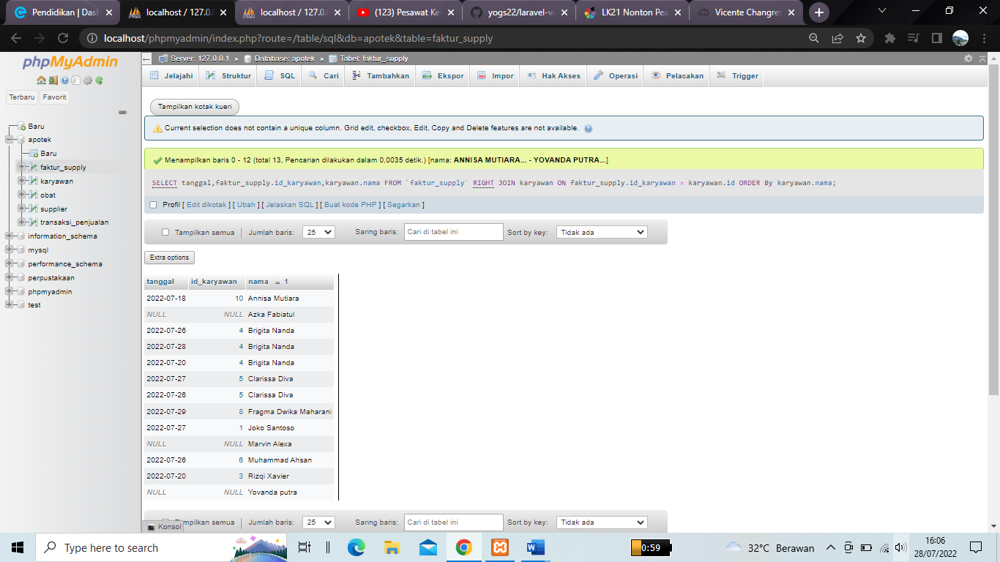 Pendidikan | Dasb
localhost / 127.0.
localhost / 127.0.
(123) Pesawat Ke
yogs22/laravel-v
LK21 Nonton Pea
Vicente Changret
localhost/phpmyadmin/index.php?route=/table/sql&db=apotek&table=faktur_supply
phpMyAdmin
Terbaru Favorit
Baru
apotek
Baru
faktur_supply
karyawan
obat
supplier
transaksi_penjualan
information_schema
mysql
performance_schema
perpustakaan
phpmyadmin
test
Server: 127.0.0.1 » Database: apotek » Tabel: faktur_supply
Jelajahi Struktur SQL Cari Tambahkan Ekspor Impor Hak Akses Operasi Pelacakan Trigger
Tampilkan kotak kueri
Current selection does not contain a unique column. Grid edit, checkbox, Edit, Copy and Delete features are not available.
Menampilkan baris 0 - 12 (total 13, Pencarian dilakukan dalam 0,0035 detik.) [nama: ANNISA MUTIARA... - YOVANDA PUTRA...]
SELECT tanggal,faktur_supply.id_karyawan,karyawan.nama FROM `faktur_supply` RIGHT JOIN karyawan ON faktur_supply.id_karyawan = karyawan.id ORDER By karyawan.nama;
Profil [ Edit dikotak ] [ Ubah ] [ Jelaskan SQL ] [ Buat kode PHP ] [ Segarkan ]
Tampilkan semua | Jumlah baris: 25 Saring baris: Cari di tabel ini Sort by key: Tidak ada
Extra options
tanggal id_karyawan nama 1
2022-07-18 10 Annisa Mutiara
NULL NULL Azka Fabiatul
2022-07-26 4 Brigita Nanda
2022-07-28 4 Brigita Nanda
2022-07-20 4 Brigita Nanda
2022-07-27 5 Clarissa Diva
2022-07-26 5 Clarissa Diva
2022-07-29 8 Fragma Dwika Maharani
2022-07-27 1 Joko Santoso
NULL NULL Marvin Alexa
2022-07-26 6 Muhammad Ahsan
2022-07-20 3 Rizqi Xavier
NULL NULL Yovanda putra
Tampilkan semua | Jumlah baris: 25 Saring baris: Cari di tabel ini Sort by key: Tidak ada
Konsol
Type here to search
0:59
32°C Berawan
16:06
28/07/2022